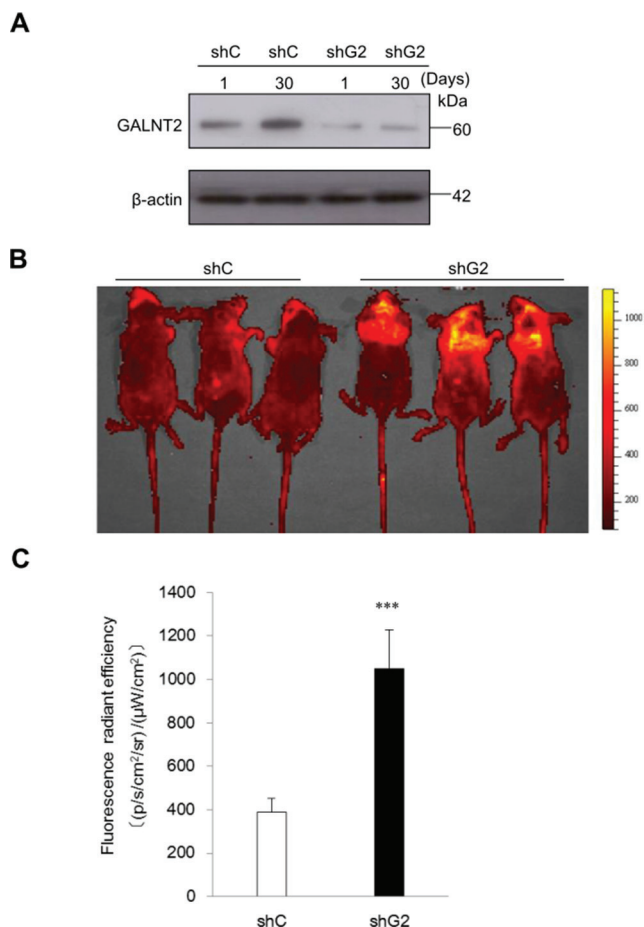 A
shC shC shG2 shG2
1 30 1 30 (Days)
kDa
GALNT2 60
β-actin 42
B
shC shG2
1000
800
600
400
200
C
Fluorescence radiant efficiency
〔(p/s/cm²/sr) /(μW/cm²)〕
1400
1200
1000
800
600
400
200
0
***
shC shG2